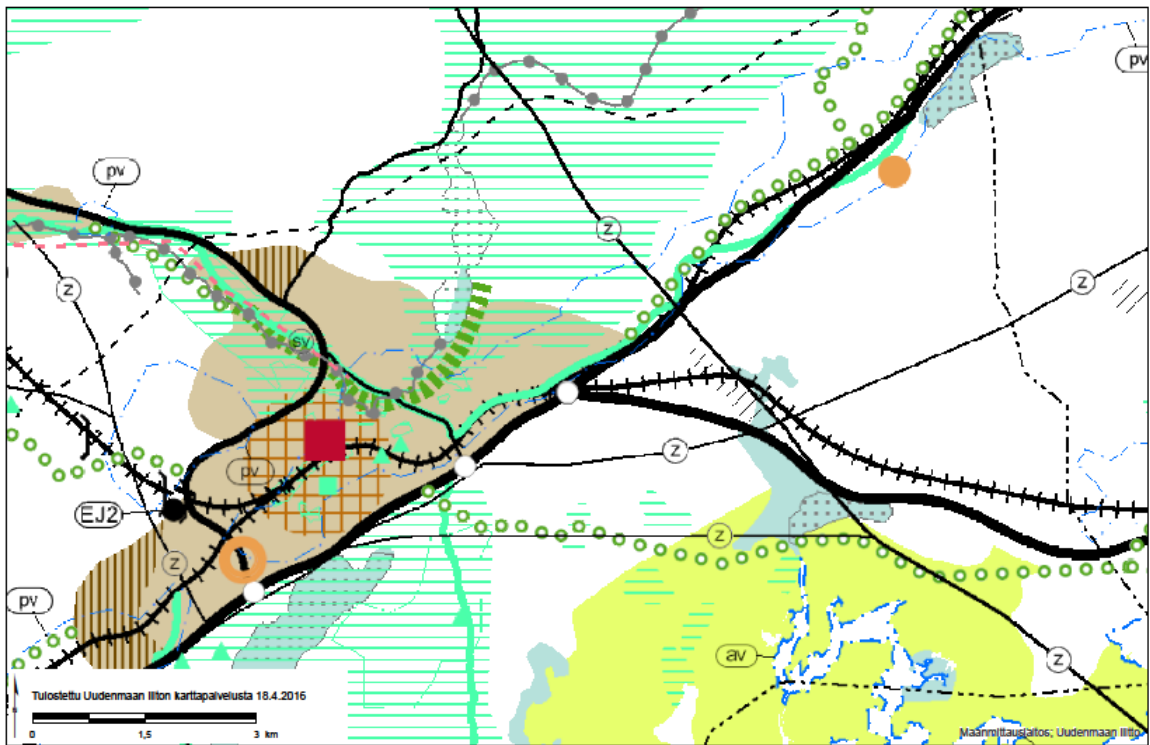 pv
pv
z
z
z
sv
z
pv
EJ2
z
z
pv
av
z
Tulostettu Uudenmaan liiton karttapalvelusta 18.4.2016
0 1,5 3 km
Maanmittauslaitos; Uudenmaan liitto